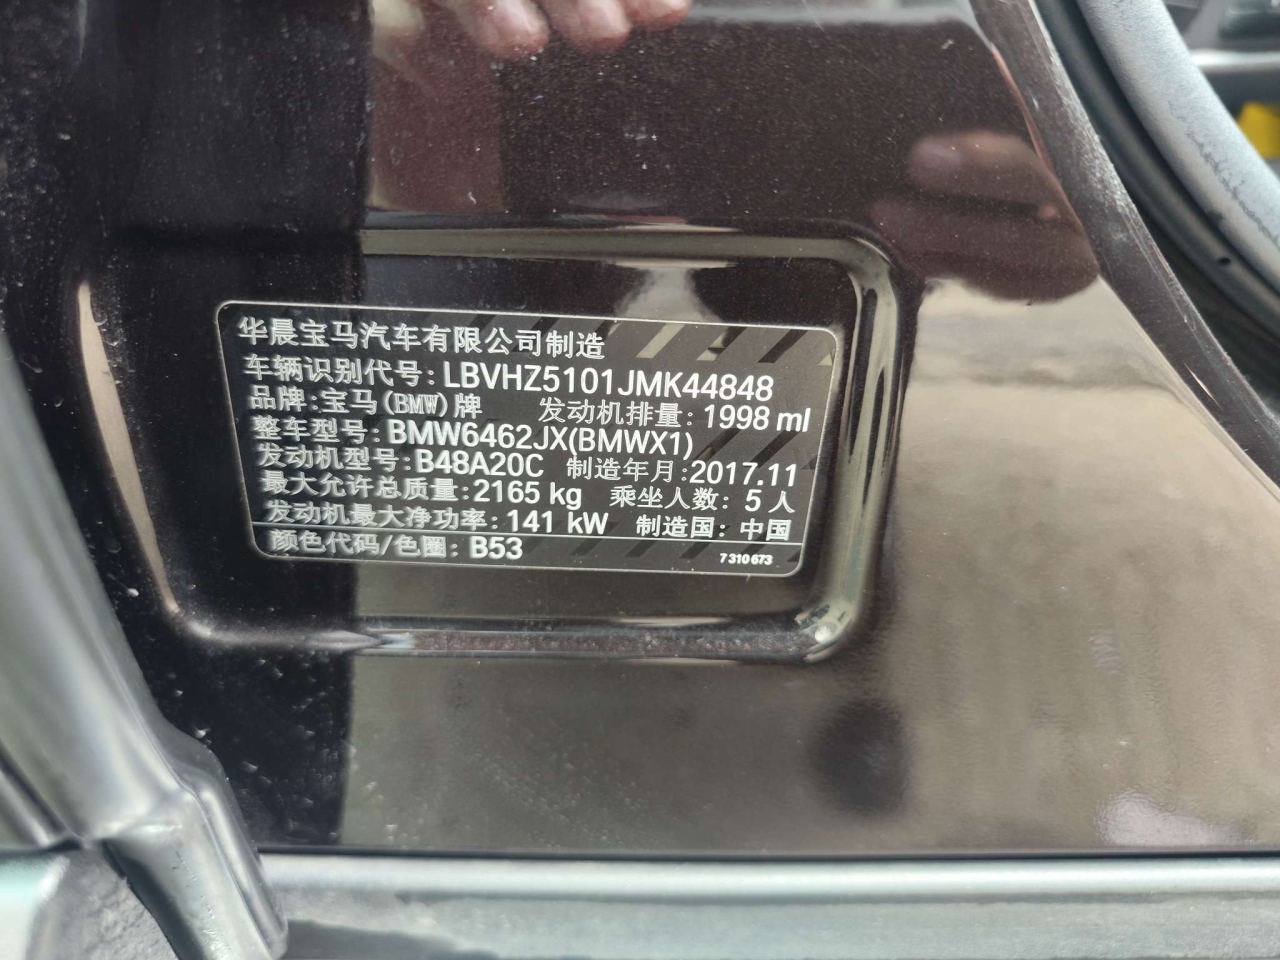 华晨宝马汽车有限公司制造
车辆识别代号: LBVHZ5101JMK44848
品牌: 宝马(BMW)牌 发动机排量: 1998 ml
整车型号: BMW6462JX(BMWX1)
发动机型号: B48A20C 制造年月: 2017.11
最大允许总质量: 2165 kg 乘坐人数: 5 人
发动机最大净功率: 141 kW 制造国: 中国
颜色代码/色圈: B53 7310673